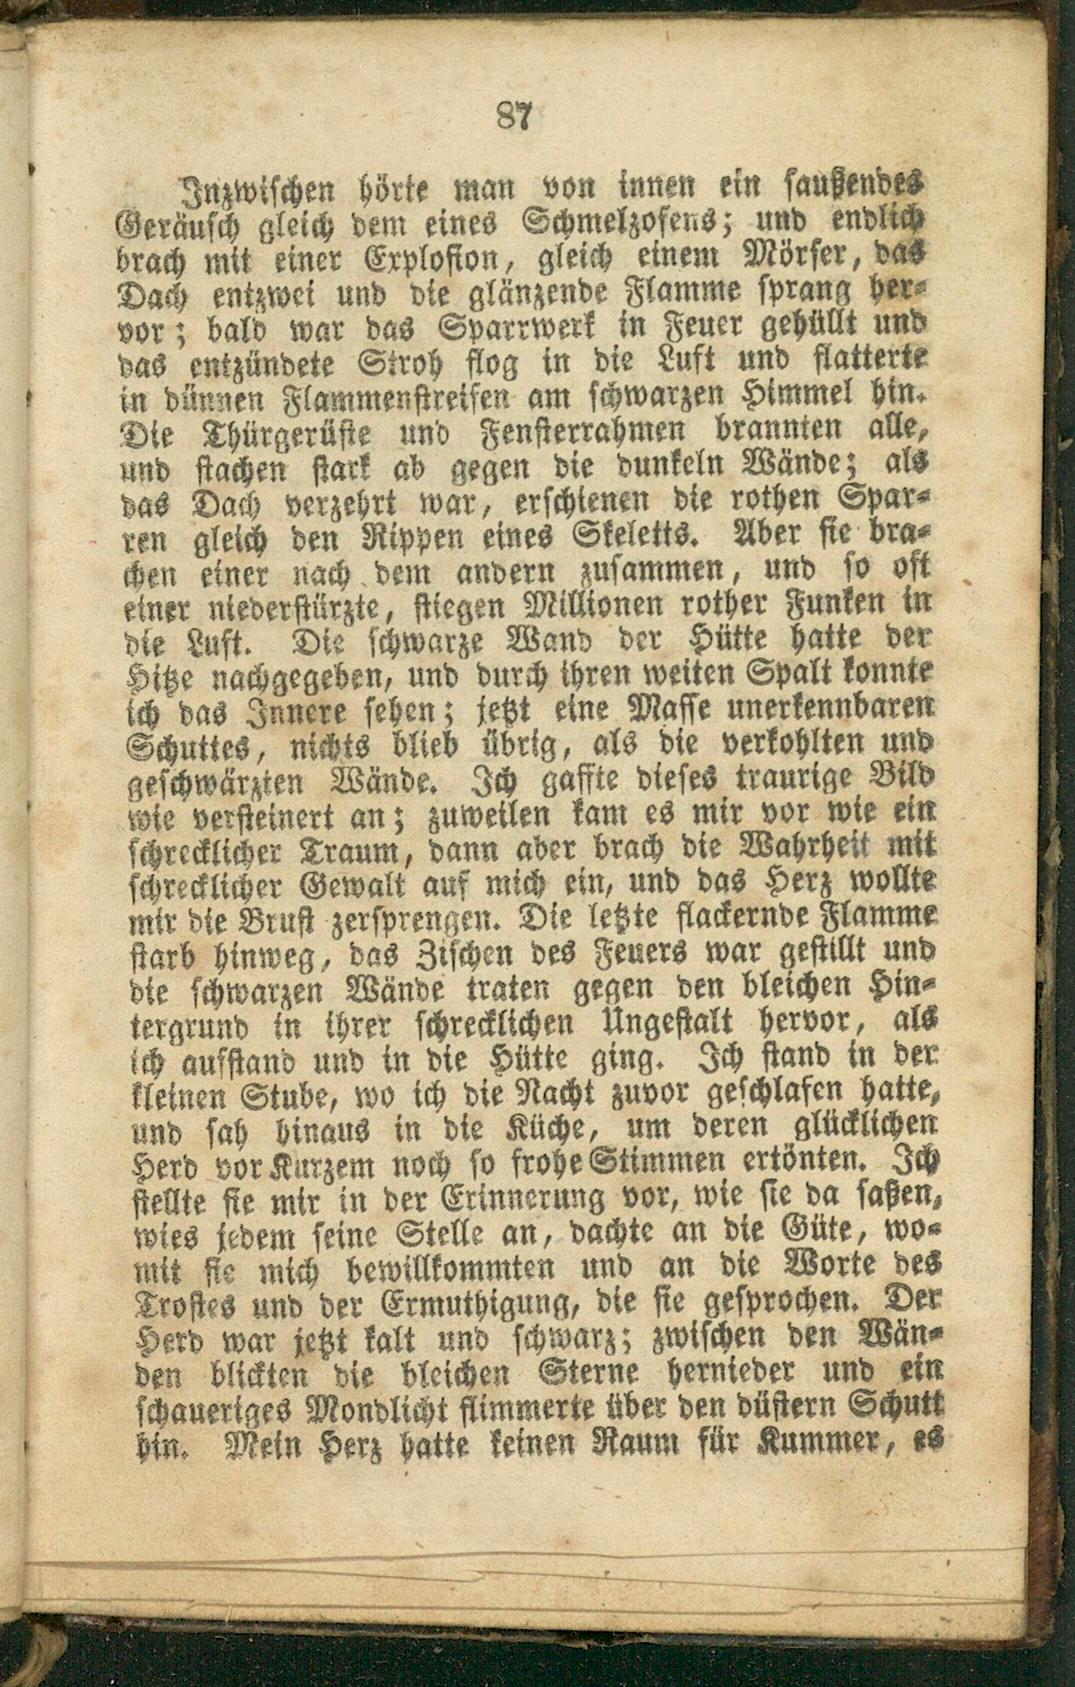 87
Inzwischen hörte man von innen ein saußendes
Geräusch gleich dem eines Schmelzofens; und endlich
brach mit einer Explosion, gleich einem Mörser, das
Dach entzwei und die glänzende Flamme sprang her-
vor; bald war das Sparrwerk in Feuer gehüllt und
das entzündete Stroh flog in die Luft und flatterte
in dünnen Flammenstreifen am schwarzen Himmel hin.
Die Thürgerüste und Fensterrahmen brannten alle,
und stachen stark ab gegen die dunkeln Wände; als
das Dach verzehrt war, erschienen die rothen Spar-
ren gleich den Rippen eines Skeletts. Aber sie bra-
chen einer nach dem andern zusammen, und so oft
einer niederstürzte, stiegen Millionen rother Funken in
die Luft. Die schwarze Wand der Hütte hatte der
Hitze nachgegeben, und durch ihren weiten Spalt konnte
ich das Innere sehen; jetzt eine Masse unerkennbaren
Schuttes, nichts blieb übrig, als die verkohlten und
geschwärzten Wände. Ich gaffte dieses traurige Bild
wie versteinert an; zuweilen kam es mir vor wie ein
schrecklicher Traum, dann aber brach die Wahrheit mit
schrecklicher Gewalt auf mich ein, und das Herz wollte
mir die Brust zersprengen. Die letzte flackernde Flamme
starb hinweg, das Zischen des Feuers war gestillt und
die schwarzen Wände traten gegen den bleichen Hin-
tergrund in ihrer schrecklichen Ungestalt hervor, als
ich aufstand und in die Hütte ging. Ich stand in der
kleinen Stube, wo ich die Nacht zuvor geschlafen hatte,
und sah hinaus in die Küche, um deren glücklichen
Herd vor Kurzem noch so frohe Stimmen ertönten. Ich
stellte sie mir in der Erinnerung vor, wie sie da saßen,
wies jedem seine Stelle an, dachte an die Güte, wo-
mit sie mich bewillkommten und an die Worte des
Trostes und der Ermuthigung, die sie gesprochen. Der
Herd war jetzt kalt und schwarz; zwischen den Wän-
den blickten die bleichen Sterne hernieder und ein
schaueriges Mondlicht flimmerte über den düstern Schutt
hin. Mein Herz hatte keinen Raum für Kummer, es